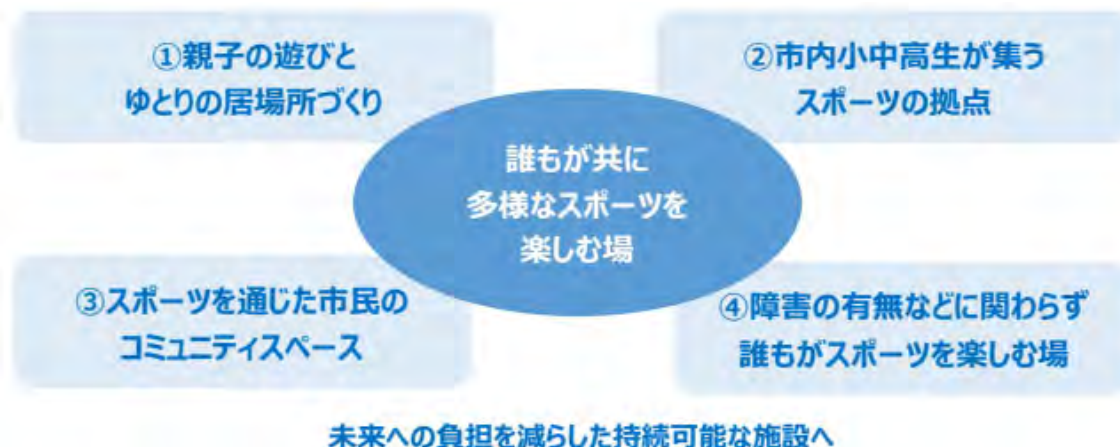 ①親子の遊びと
ゆとりの居場所づくり
②市内小中高生が集う
スポーツの拠点
誰もが共に
多様なスポーツを
楽しむ場
③スポーツを通じた市民の
コミュニティスペース
④障害の有無などに関わらず
誰もがスポーツを楽しむ場
未来への負担を減らした持続可能な施設へ